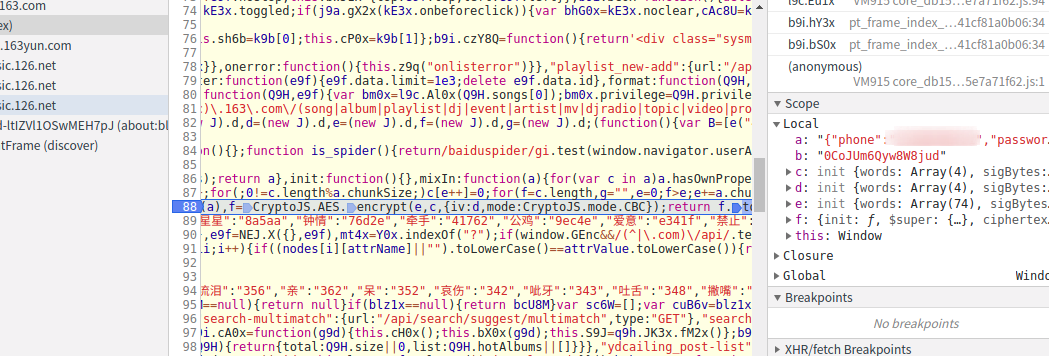 .163.com
ex)
.163yun.com
sic.126.net
sic.126.net
sic.126.net
d-ltIZVl1OSwMEH7pJ (about:bl
ntFrame (discover)
74 kE3x.toggled;if(j9a.gX2x(kE3x.onbeforeclick)){var bhG0x=kE3x.noclear,cAc8U=k
75
76 s.sh6b=k9b[0];this.cP0x=k9b[1]};b9i.czY8Q=function(){return'<div class="sysm
77
78 x}},onerror:function(){this.z9q("onlisterror")}},"playlist_new-add":{url:"/ap
79 function(e9f){e9f.data.limit=1e3;delete e9f.data.id},format:function(Q9H,
80 function(Q9H,e9f){var bm0x=l9c.Al0x(Q9H.songs[0]);bm0x.privilege=Q9H.privile
81 )\.163\.com\/(song|album|playlist|dj|event|artist|mv|djradio|topic|video|pro
82 w J).d,d=(new J).d,e=(new J).d,f=(new J).d,g=(new J).d;(function(){var B=[e("
83
84 on(){};function is_spider(){return/baiduspider/gi.test(window.navigator.userA
85
86 s);return a},init:function(){},mixIn:function(a){for(var c in a)a.hasOwnPrope
87 ;for(;0!=c.length%a.chunkSize;)c[e++]=0;for(f=c.length,g="",e=0;f>e;e+=a.chu
88 (a),f=CryptoJS.AES.encrypt(e,c,{iv:d,mode:CryptoJS.mode.CBC});return f.to
89 星星":"8a5aa","钟情":"76d2e","牵手":"41762","公鸡":"9ec4e","爱意":"e341f","禁止"
90 ,e9f=NEJ.X({},e9f),mt4x=Y0x.indexOf("?");if(window.GEnc&&/(^|\.com)\/api/.te
91 i;i++){if((nodes[i][attrName]||"").toLowerCase()==attrValue.toLowerCase()){r
92
93
94 流泪":"356","亲":"362","呆":"352","哀伤":"342","呲牙":"343","吐舌":"348","撇嘴"
95 M==null){return null}if(blz1x==null){return bcU8M}var sc6W=[];var cuB6v=blz1x
96 search-multimatch":{url:"/api/search/suggest/multimatch",type:"GET"},"search
97 9i.cA0x=function(g9d){this.cH0x();this.bX0x(g9d);this.S9J=q9h.JK3x.fM2x()};b9
98 Q9H){return{total:Q9H.size||0,list:Q9H.hotAlbums||[]}}},"ydcailing_post-list"
l9c.Eu1x VM915 core_db15…5e7a71f62.js:94
b9i.hY3x pt_frame_index_…41cf81a0b06:34
b9i.bS0x pt_frame_index_…41cf81a0b06:34
(anonymous)
VM915 core_db15…5e7a71f62.js:1
Scope
Local
a: "{"phone": ","passwor
b: "0CoJUm6Qyw8W8jud"
c: init {words: Array(4), sigBytes:
d: init {words: Array(4), sigBytes:
e: init {words: Array(74), sigBytes
f: {init: ƒ, $super: {…}, ciphertex
this: Window
Closure
Global Windo
Breakpoints
No breakpoints
XHR/fetch Breakpoints